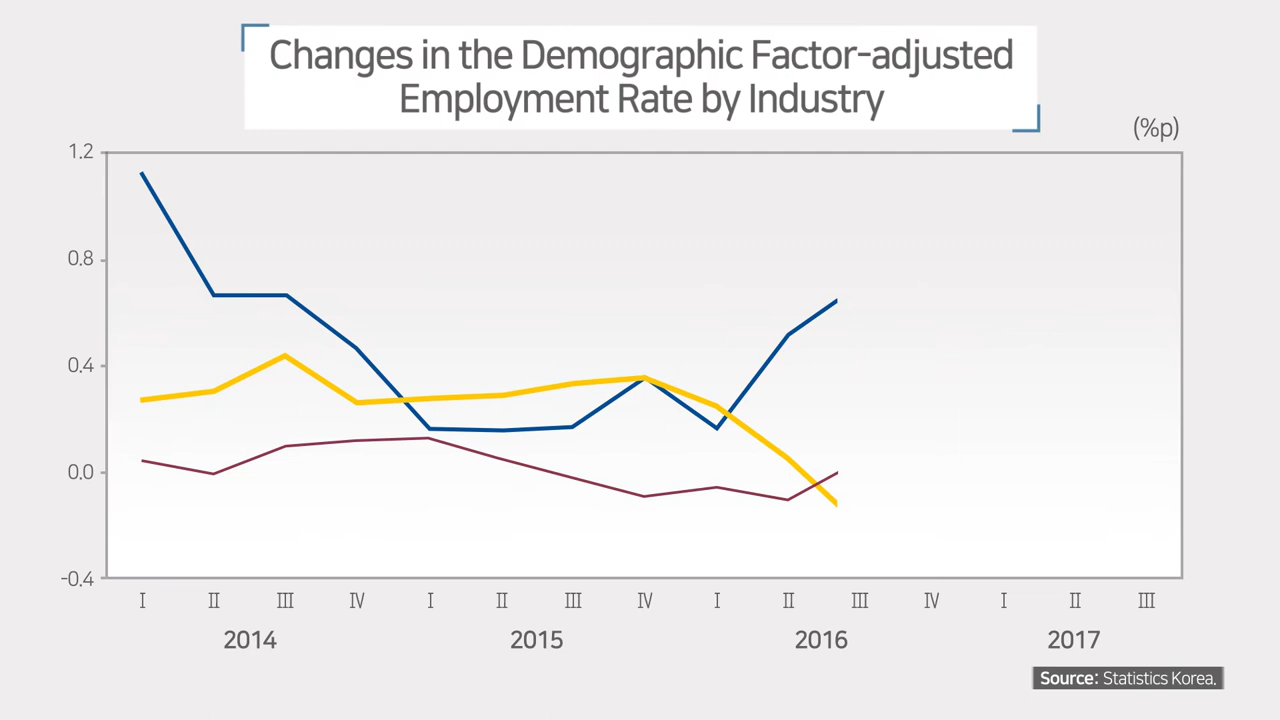 Changes in the Demographic Factor-adjusted
Employment Rate by Industry
(%p)
1.2
0.8
0.4
0.0
-0.4
Ⅰ Ⅱ Ⅲ Ⅳ Ⅰ Ⅱ Ⅲ Ⅳ Ⅰ Ⅱ Ⅲ Ⅳ Ⅰ Ⅱ Ⅲ
2014 2015 2016 2017
Source: Statistics Korea.